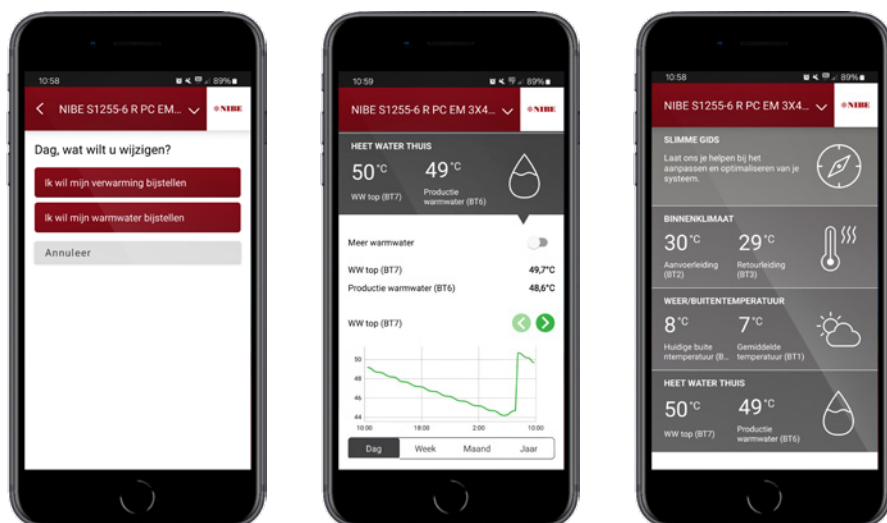 10:58
89%
NIBE S1255-6 R PC EM...
NIBE
Dag, wat wilt u wijzigen?
Ik wil mijn verwarming bijstellen
Ik wil mijn warmwater bijstellen
Annuleer
10:59
89%
NIBE S1255-6 R PC EM 3X4...
NIBE
HEET WATER THUIS
50°C
49°C
WW top (BT7)
Productie
warmwater (BT6)
Meer warmwater
WW top (BT7) 49,7°C
Productie warmwater (BT6) 48,6°C
WW top (BT7)
50
48
46
44
10:00 18:00 2:00 10:00
Dag Week Maand Jaar
10:58
89%
NIBE S1255-6 R PC EM 3X4...
NIBE
SLIMME GIDS
Laat ons je helpen bij het
aanpassen en optimaliseren van je
systeem.
BINNENKLIMAAT
30°C
29°C
Aanvoerleiding
(BT2)
Retourleiding
(BT3)
WEER/BUITENTEMPERATUUR
8°C
7°C
Huidige buite
ntemperatuur (B...
Gemiddelde
temperatuur (BT1)
HEET WATER THUIS
50°C
49°C
WW top (BT7)
Productie
warmwater (BT6)